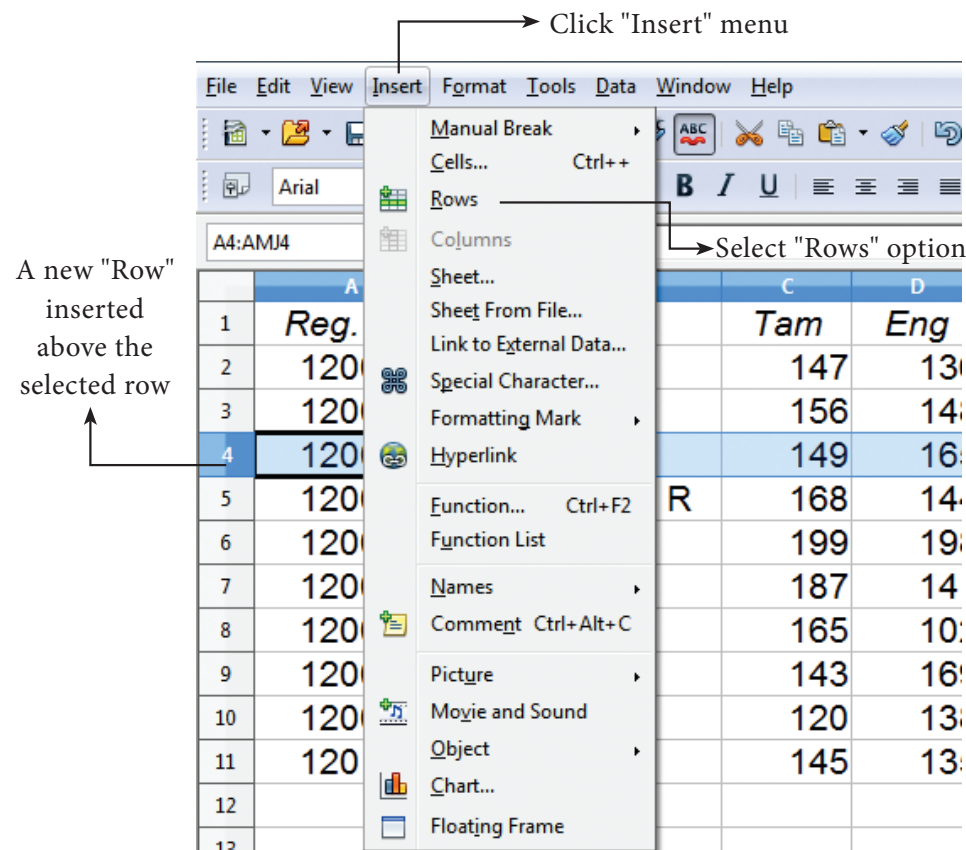 Click "Insert" menu
File Edit View Insert Format Tools Data Window Help
Manual Break
ABC
Cells... Ctrl++
Arial
B I U
Rows
A4:AMJ4
Columns
Select "Rows" option
A new "Row"
inserted
above the
selected row
Sheet...
Sheet From File...
Link to External Data...
Special Character...
Formatting Mark
Hyperlink
Function... Ctrl+F2
Function List
Names
Comment Ctrl+Alt+C
Picture
Movie and Sound
Object
Chart...
Floating Frame
A C D
1 Reg. Tam Eng
2 147
3 156
4 149
5 R 168
6 199
7 187
8 165
9 143
10 120
11 145
12
13